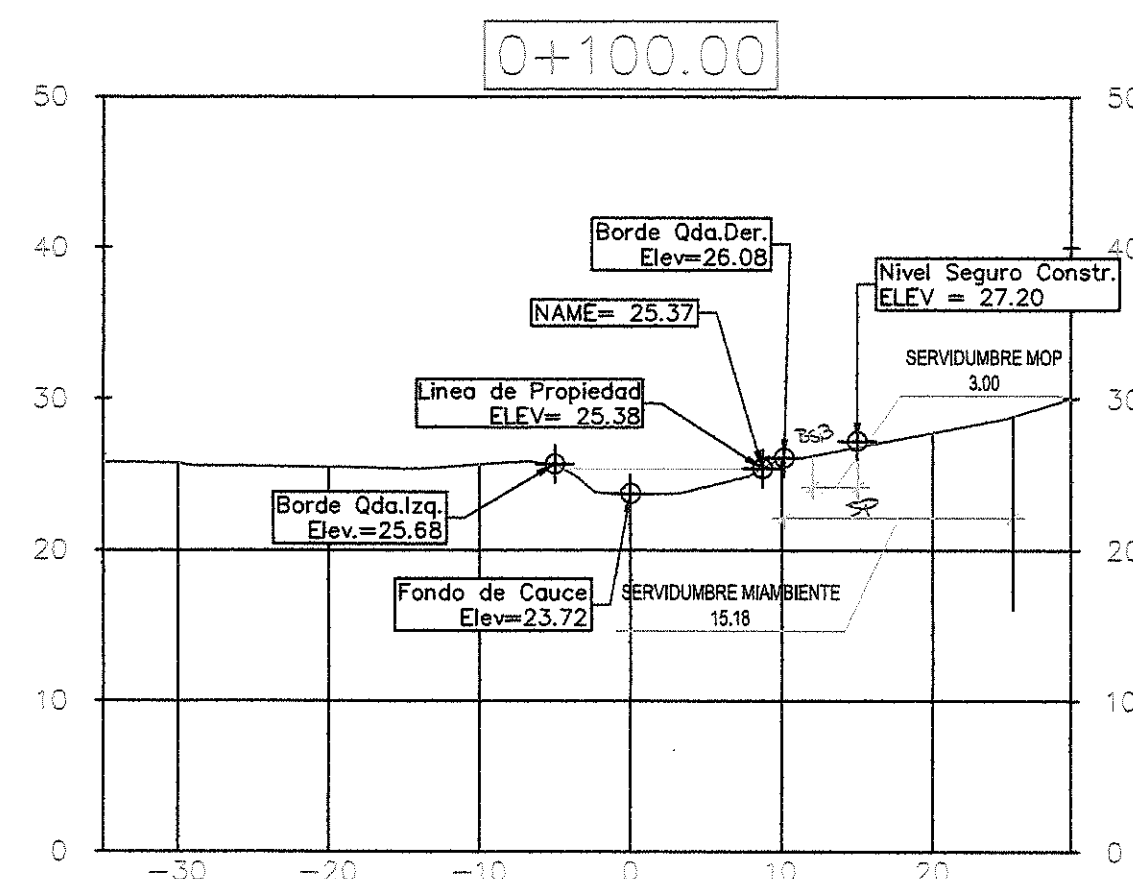 0+100.00
50
50
Borde Qda.Der.
Elev=26.08
40
40
Nivel Seguro Constr.
ELEV = 27.20
NAME= 25.37
SERVIDUMBRE MOP
3.00
Linea de Propiedad
ELEV= 25.38
30
30
BSB
Borde Qda.Izq.
Elev.=25.68
SP
20
20
Fondo de Cauce
Elev=23.72
SERVIDUMBRE MIAMBIENTE
15.18
10
10
0
0
-30 -20 -10 0 10 20